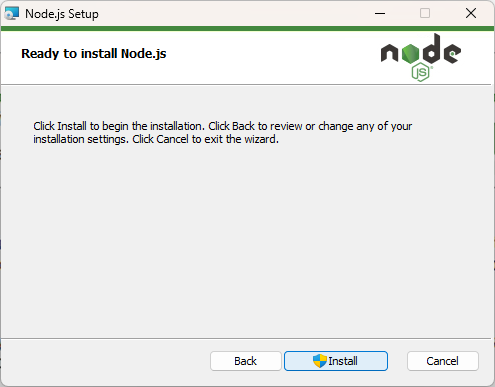 Node.js Setup
Ready to install Node.js
node
JS
Click Install to begin the installation. Click Back to review or change any of your
installation settings. Click Cancel to exit the wizard.
Back
Install
Cancel